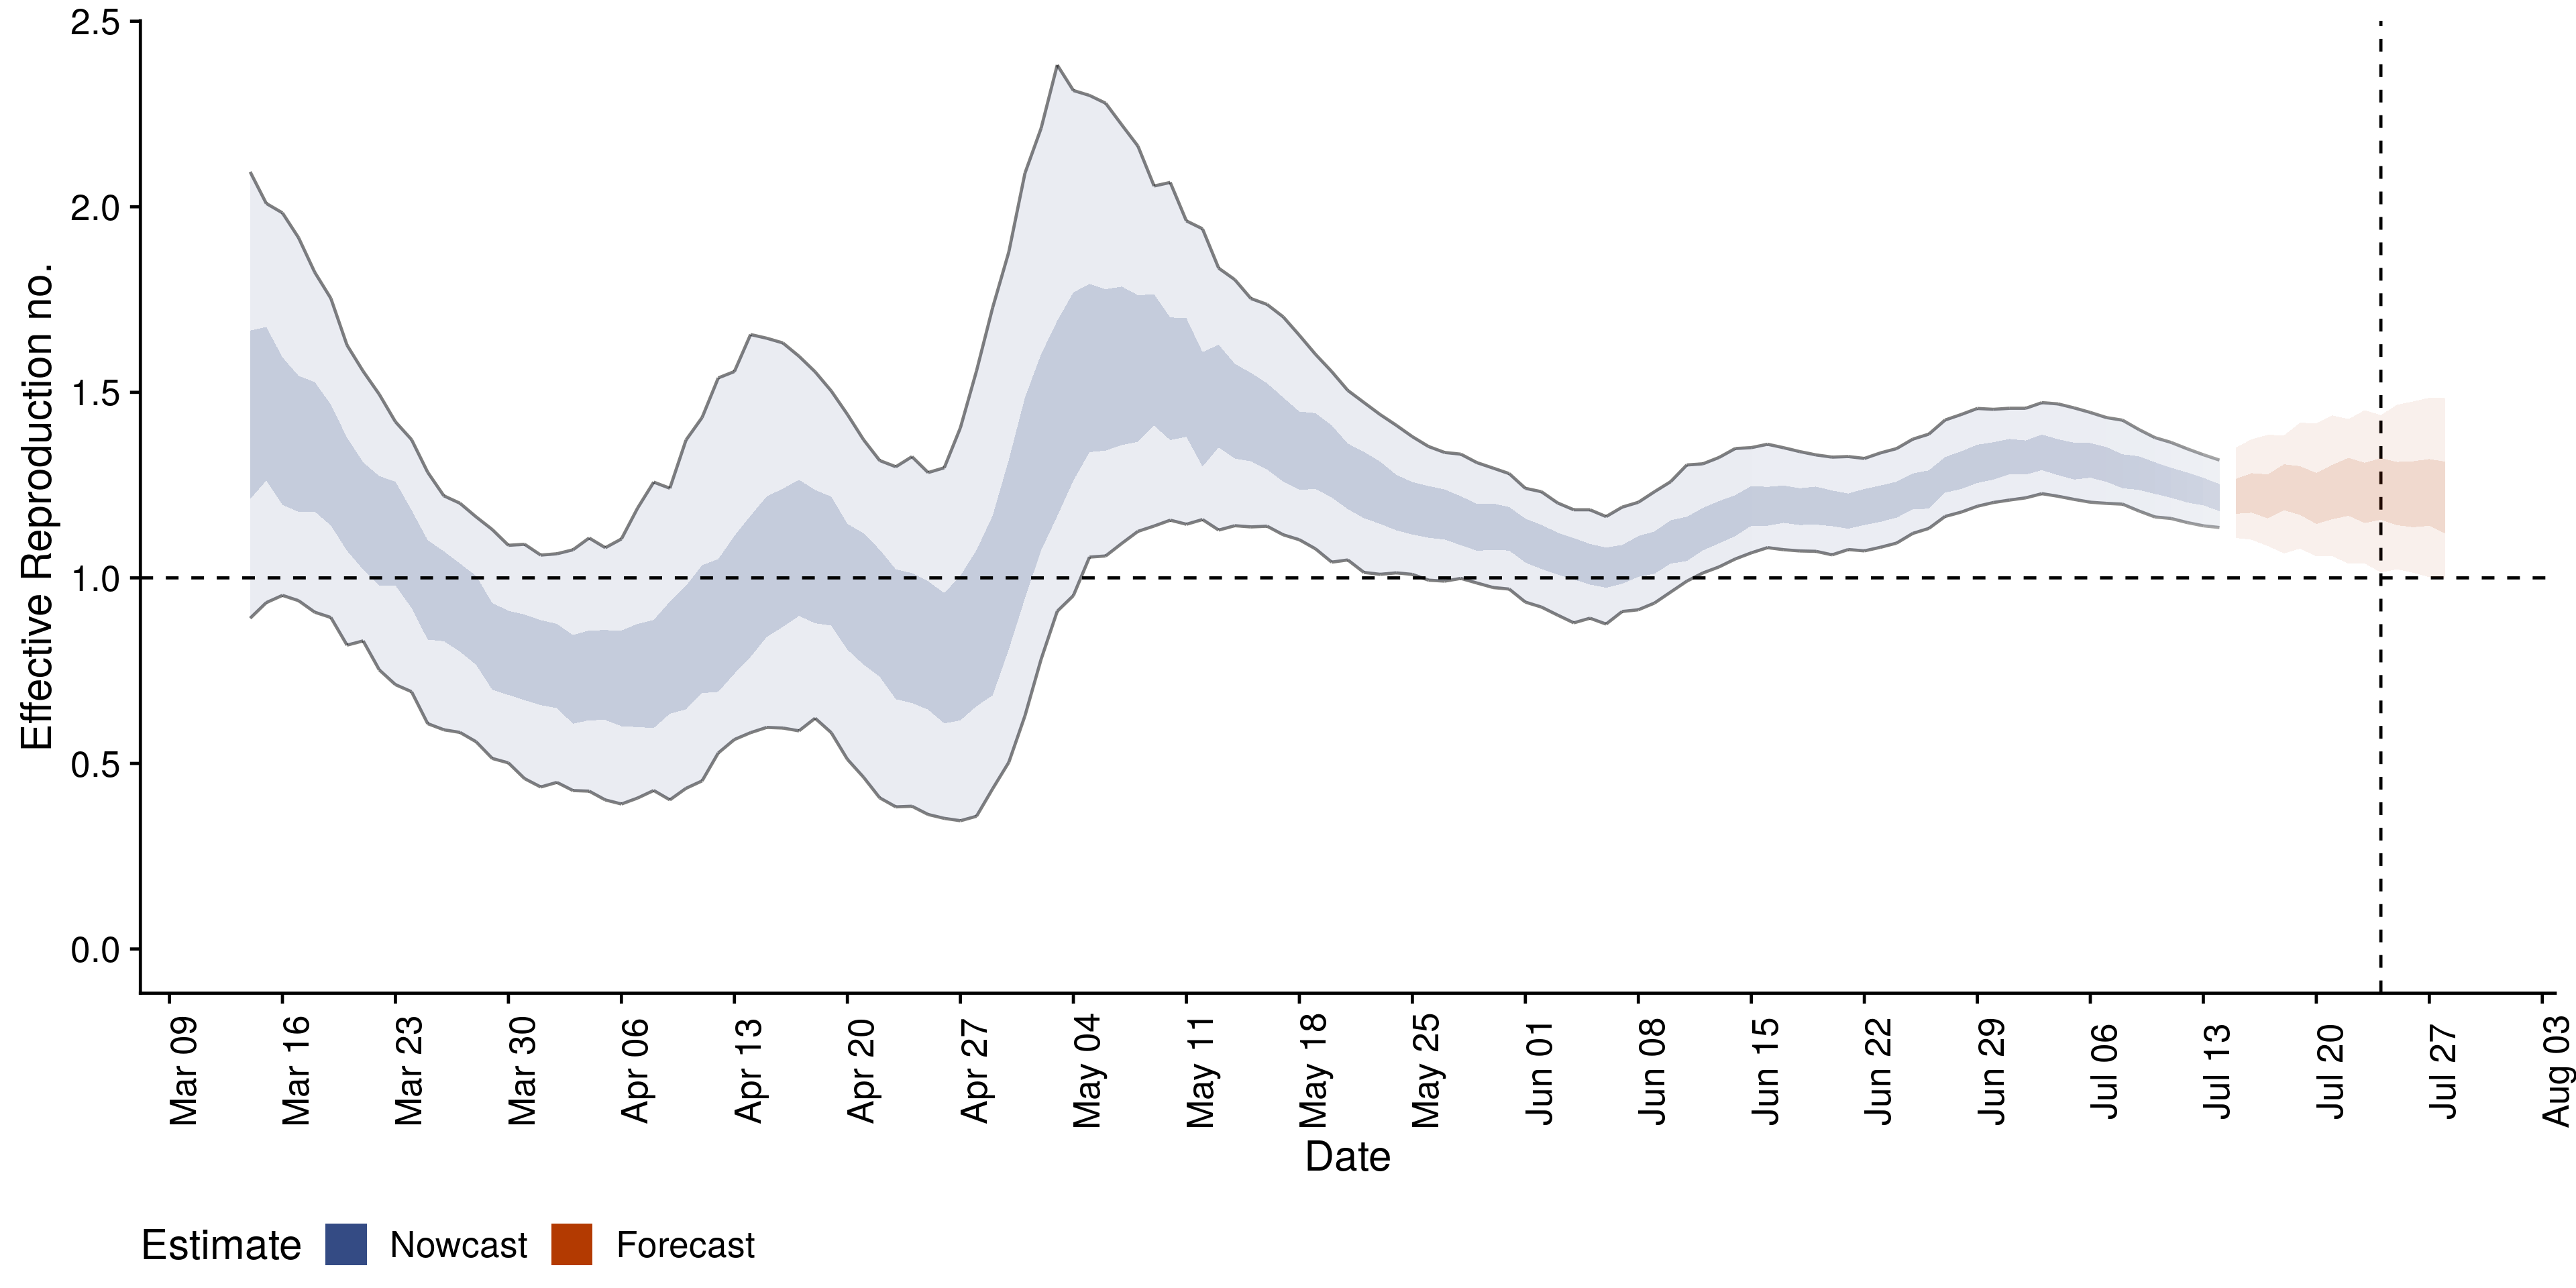 Effective Reproduction no.
2.5
2.0
1.5
1.0
0.5
0.0
Mar 09
Mar 16
Mar 23
Mar 30
Apr 06
Apr 13
Apr 20
Apr 27
May 04
May 11
May 18
May 25
Jun 01
Jun 08
Jun 15
Jun 22
Jun 29
Jul 06
Jul 13
Jul 20
Jul 27
Aug 03
Date
Estimate Nowcast Forecast